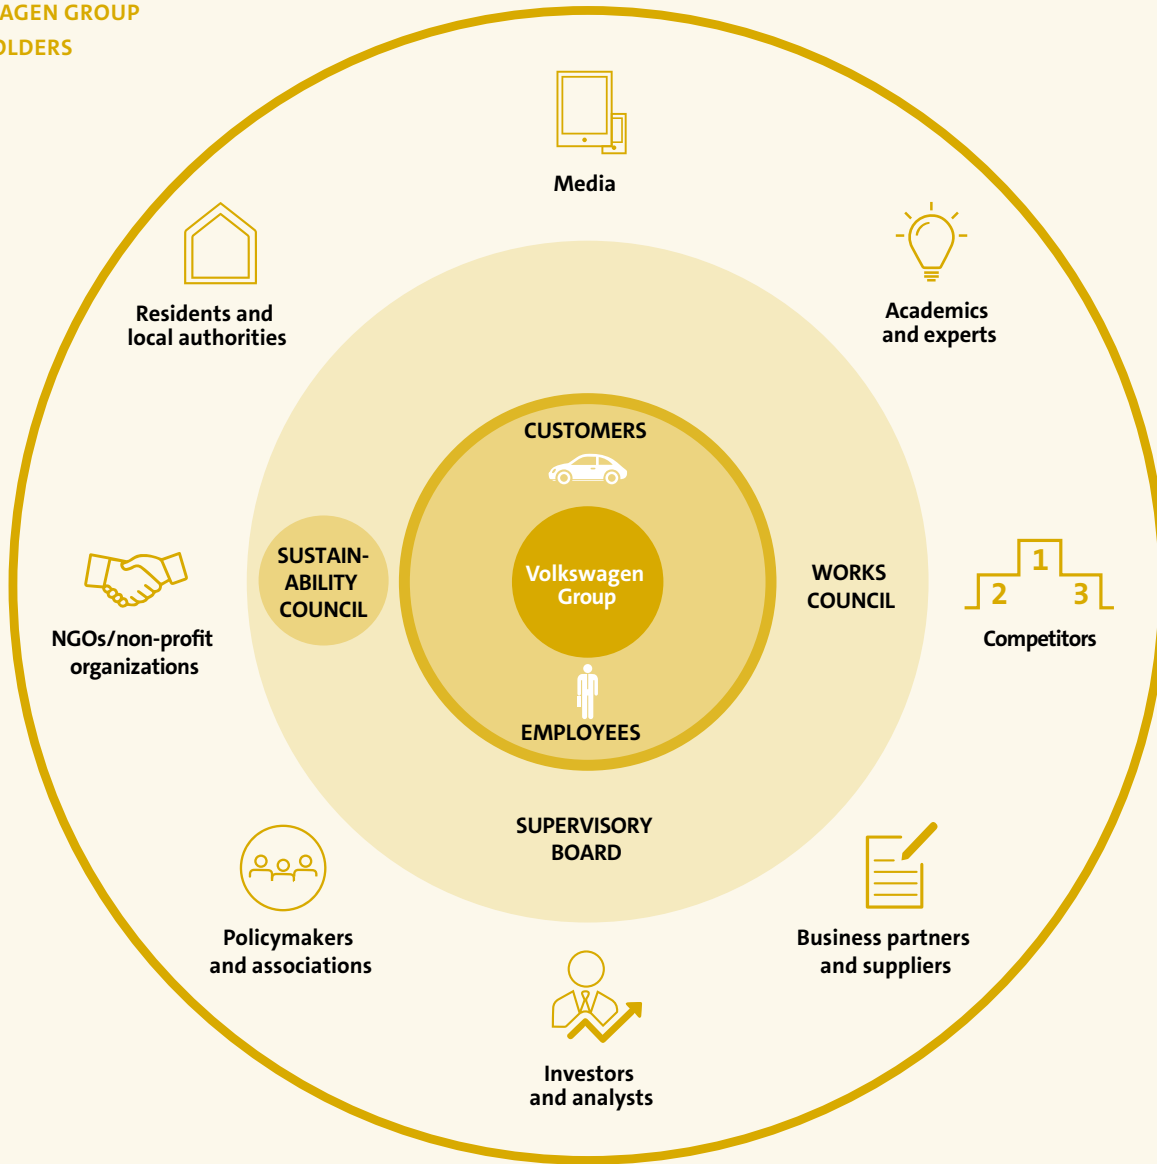 AGEN GROUP
OLDERS
Media
Residents and
local authorities
Academics
and experts
CUSTOMERS
SUSTAIN-
ABILITY
COUNCIL
Volkswagen
Group
WORKS
COUNCIL
1
2
3
NGOs/non-profit
organizations
Competitors
EMPLOYEES
SUPERVISORY
BOARD
Policymakers
and associations
Business partners
and suppliers
Investors
and analysts